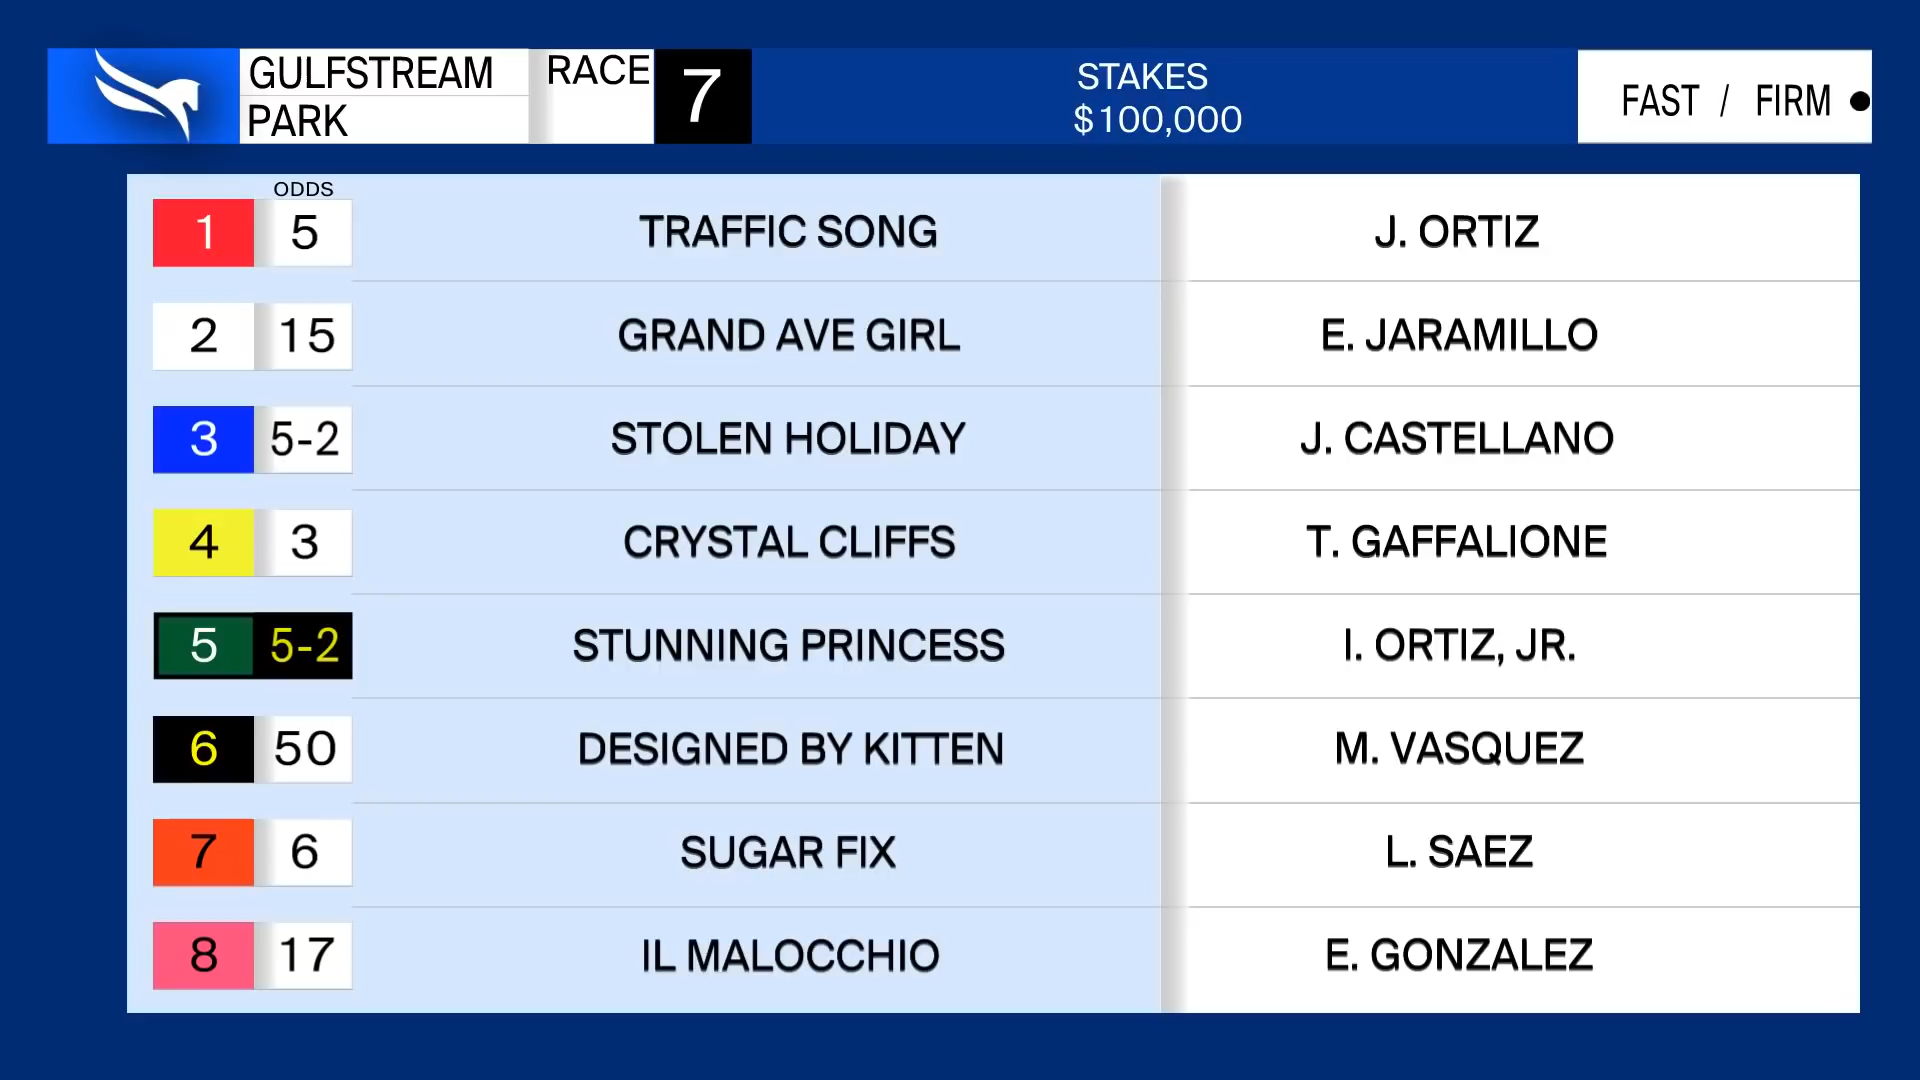 GULFSTREAM
PARK
RACE
7
STAKES
$100,000
FAST / FIRM
ODDS
1 5 TRAFFIC SONG J. ORTIZ
2 15 GRAND AVE GIRL E. JARAMILLO
3 5-2 STOLEN HOLIDAY J. CASTELLANO
4 3 CRYSTAL CLIFFS T. GAFFALIONE
5 5-2 STUNNING PRINCESS I. ORTIZ, JR.
6 50 DESIGNED BY KITTEN M. VASQUEZ
7 6 SUGAR FIX L. SAEZ
8 17 IL MALOCCHIO E. GONZALEZ